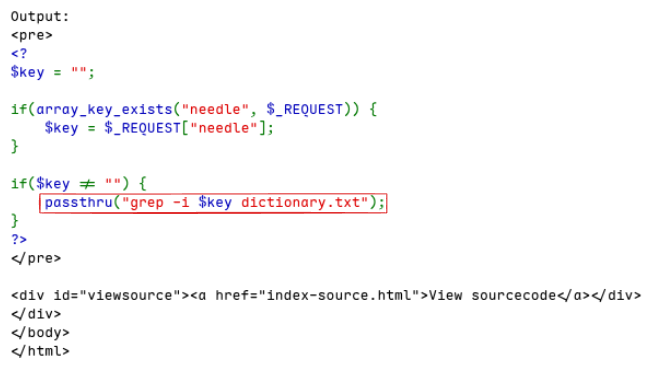 Output:
<pre>
<?
$key = "";
if(array_key_exists("needle", $_REQUEST)) {
$key = $_REQUEST["needle"];
}
if($key ≠ "") {
passthru("grep -i $key dictionary.txt");
}
?>
</pre>
<div id="viewsource"><a href="index-source.html">View sourcecode</a></div>
</div>
</body>
</html>